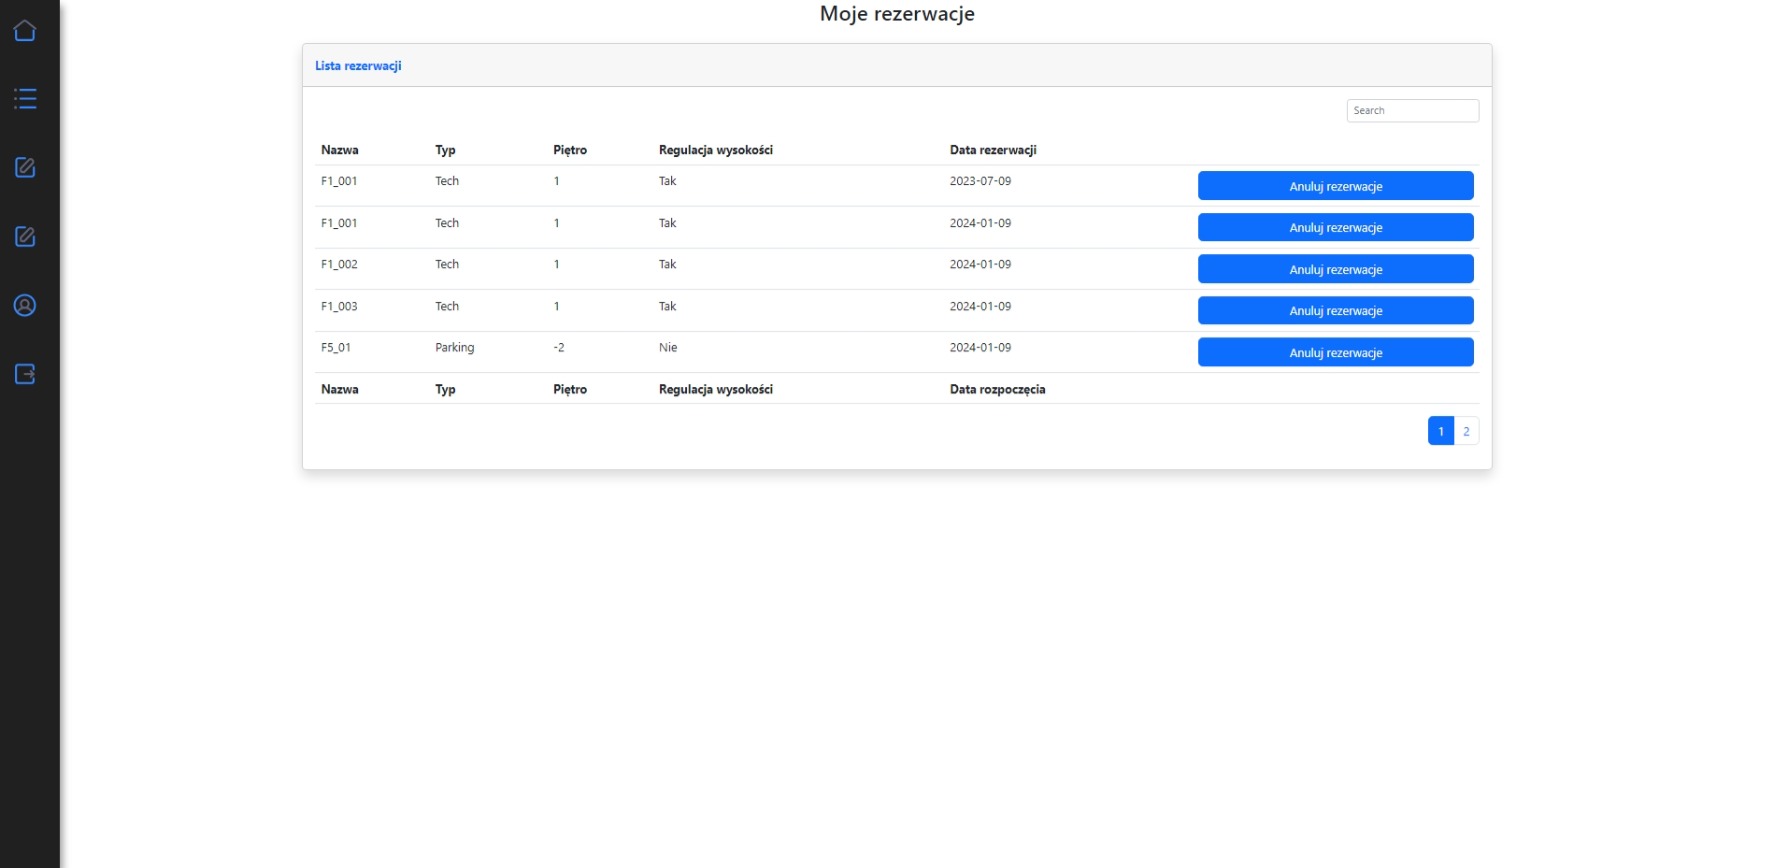 Moje rezerwacje
Lista rezerwacji
Search
Nazwa Typ Piętro Regulacja wysokości Data rezerwacji
F1_001 Tech 1 Tak 2023-07-09 Anuluj rezerwacje
F1_001 Tech 1 Tak 2024-01-09 Anuluj rezerwacje
F1_002 Tech 1 Tak 2024-01-09 Anuluj rezerwacje
F1_003 Tech 1 Tak 2024-01-09 Anuluj rezerwacje
F5_01 Parking -2 Nie 2024-01-09 Anuluj rezerwacje
Nazwa Typ Piętro Regulacja wysokości Data rozpoczęcia
1 2